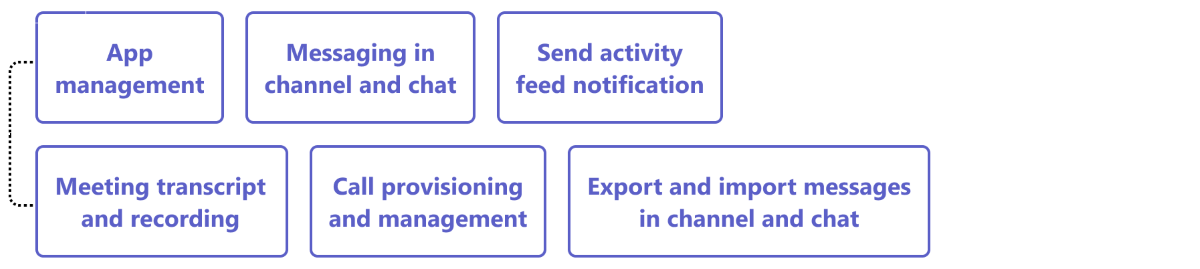 App
management
Messaging in
channel and chat
Send activity
feed notification
Meeting transcript
and recording
Call provisioning
and management
Export and import messages
in channel and chat